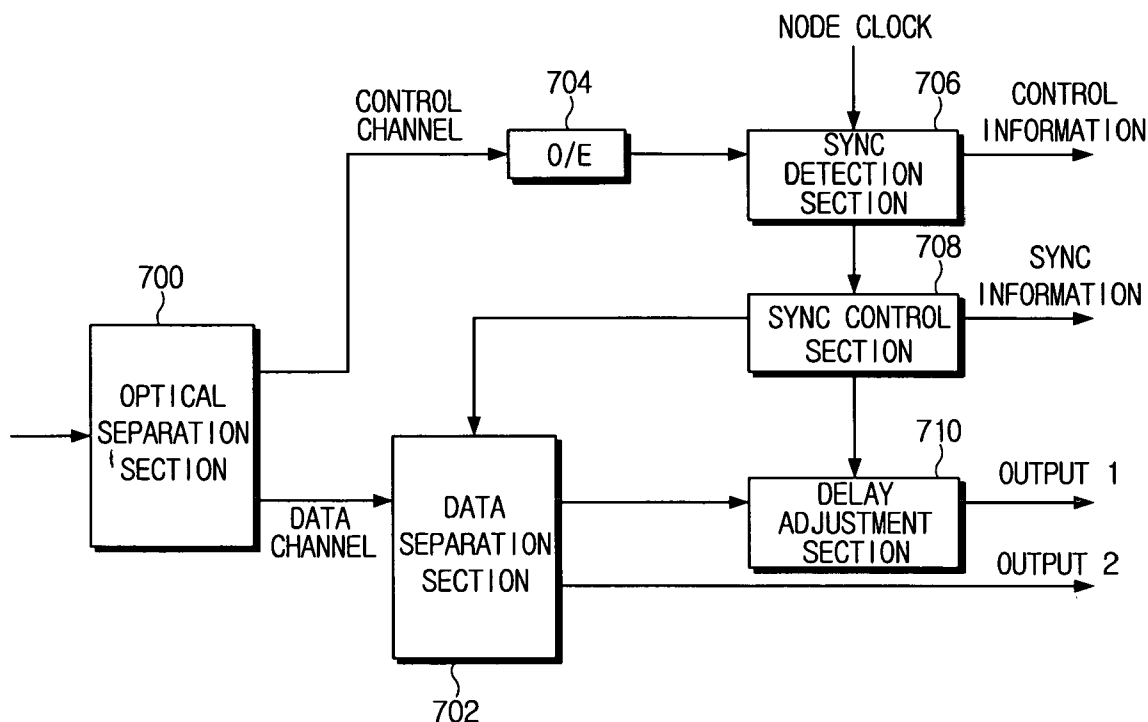 NODE CLOCK
704
706
CONTROL
CHANNEL
CONTROL
INFORMATION
O/E
SYNC
DETECTION
SECTION
708
SYNC
INFORMATION
700
SYNC CONTROL
SECTION
OPTICAL
SEPARATION
SECTION
710
OUTPUT 1
DATA
CHANNEL
DATA
SEPARATION
SECTION
DELAY
ADJUSTMENT
SECTION
OUTPUT 2
702